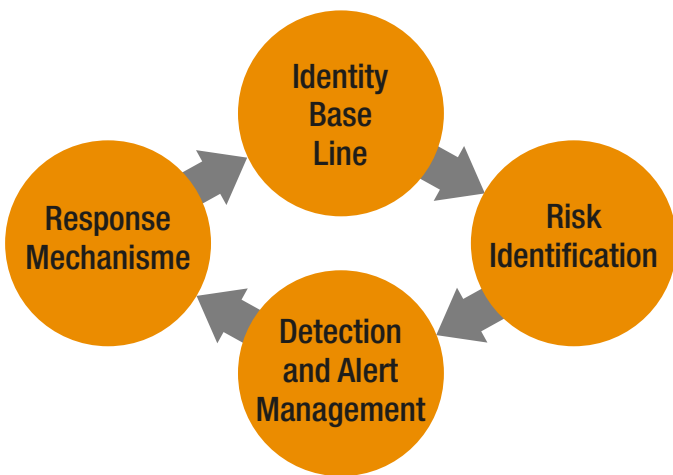 Identity
Base
Line
Risk
Identification
Detection
and Alert
Management
Response
Mechanisme